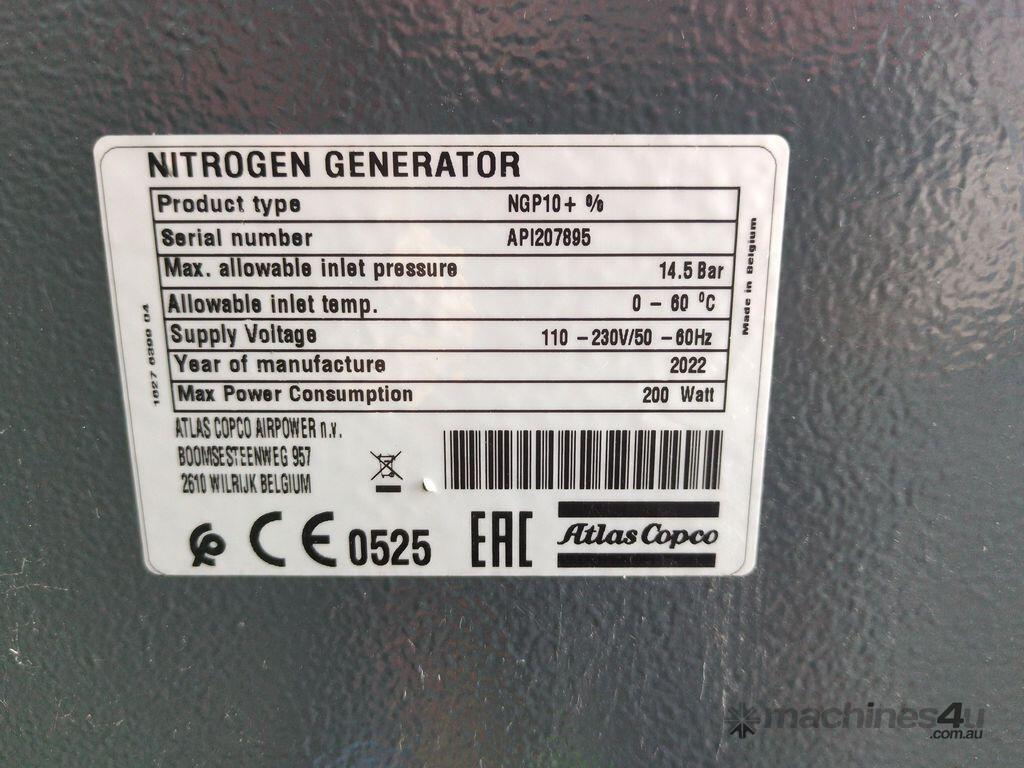 NITROGEN GENERATOR
Product type NGP10+ %
Serial number API207895
Max. allowable inlet pressure 14.5 Bar
Allowable inlet temp. 0 - 60 °C
Supply Voltage 110 - 230V/50 - 60Hz
Year of manufacture 2022
Max Power Consumption 200 Watt
Made in Belgium
1627 6399 04
ATLAS COPCO AIRPOWER n.v.
BOOMSESTEENWEG 957
2610 WILRIJK BELGIUM
CE 0525 EAC Atlas Copco
machines4u
.com.au